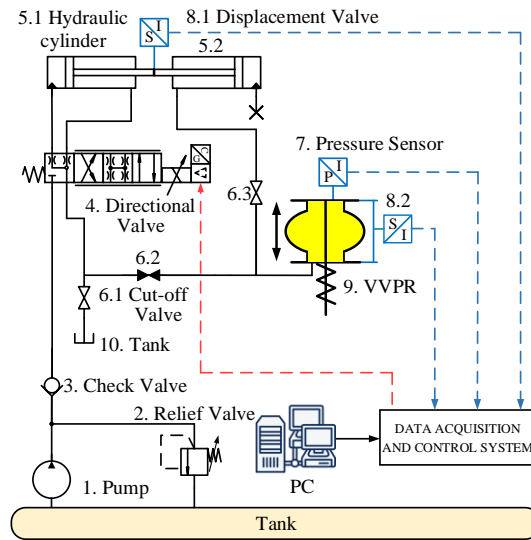 5.1 Hydraulic
cylinder
8.1 Displacement Valve
S
I
5.2
7. Pressure Sensor
P
I
4. Directional
Valve
6.3
8.2
S
I
6.2
6.1 Cut-off
Valve
9. VVPR
10. Tank
3. Check Valve
2. Relief Valve
1. Pump
PC
DATA ACQUISITION
AND CONTROL SYSTEM
Tank